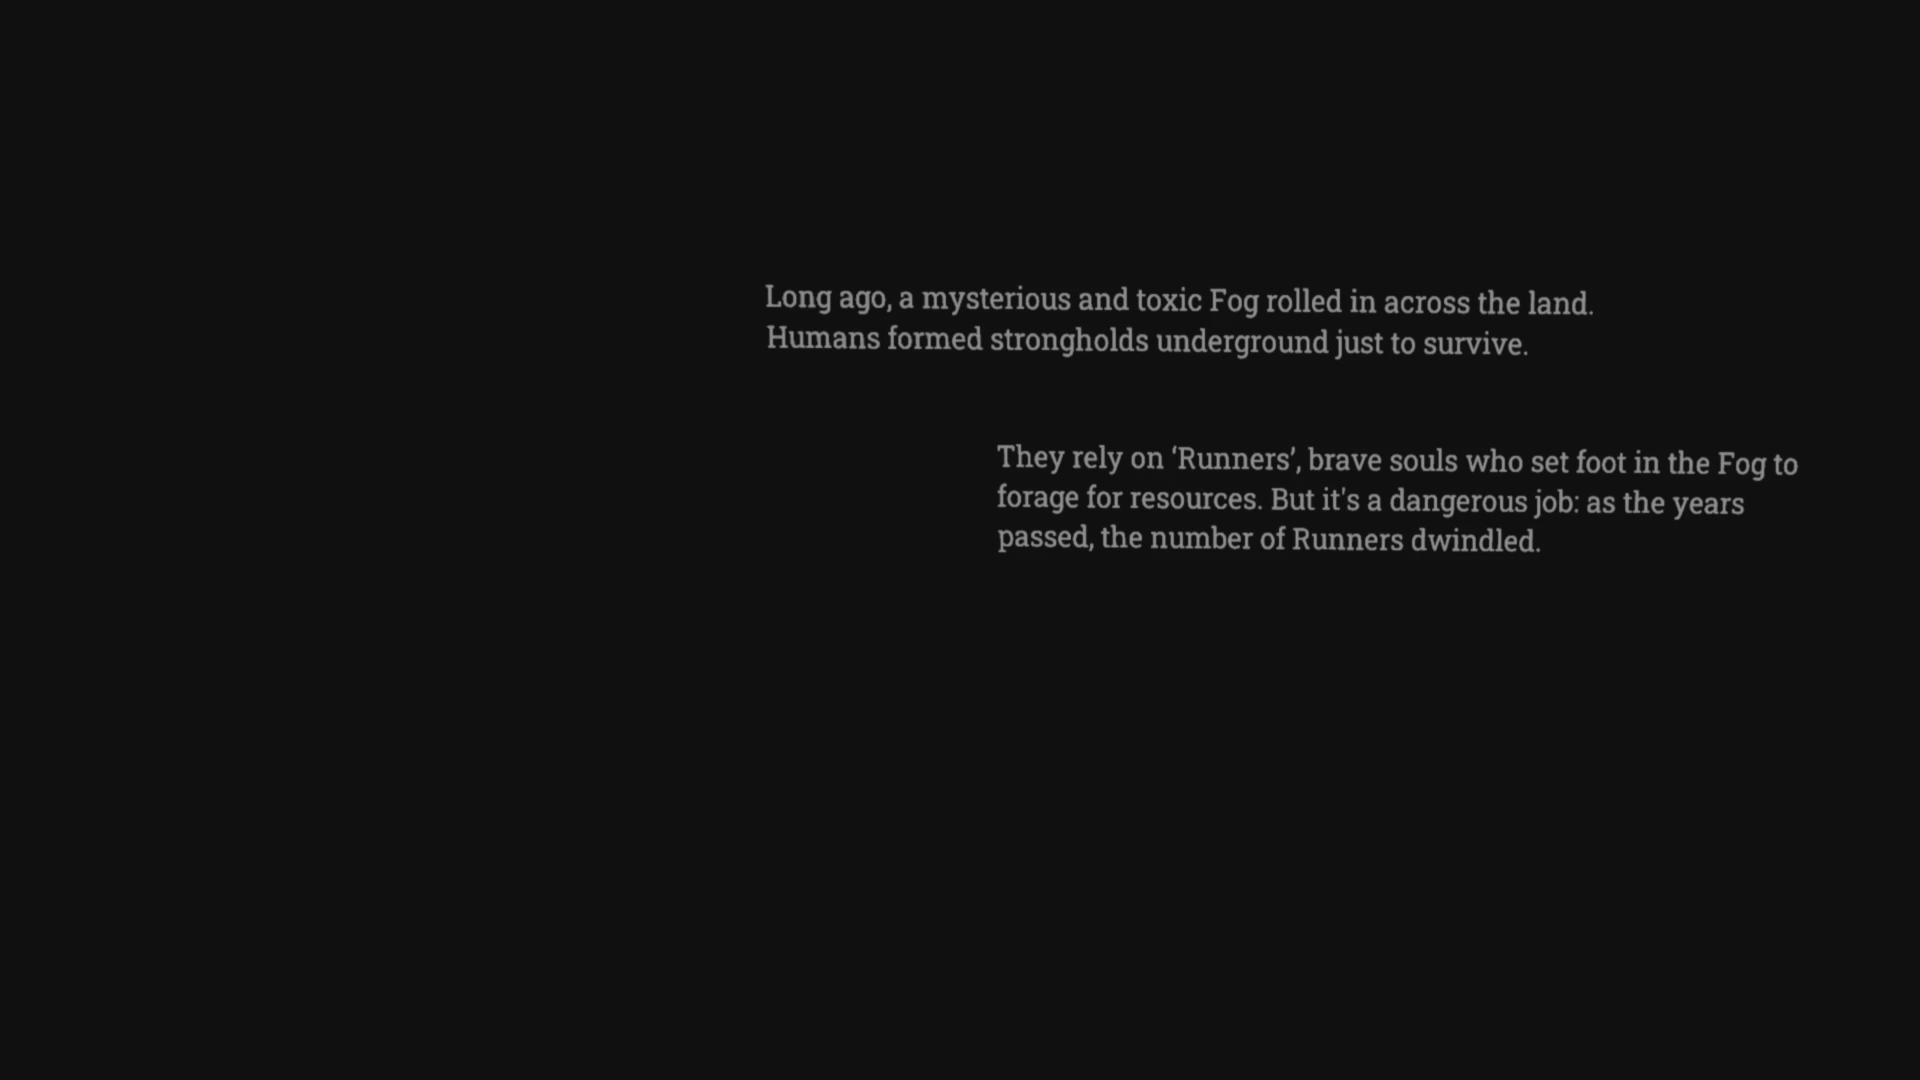 Long ago, a mysterious and toxic Fog rolled in across the land.
Humans formed strongholds underground just to survive.
They rely on ‘Runners’, brave souls who set foot in the Fog to
forage for resources. But it's a dangerous job: as the years
passed, the number of Runners dwindled.